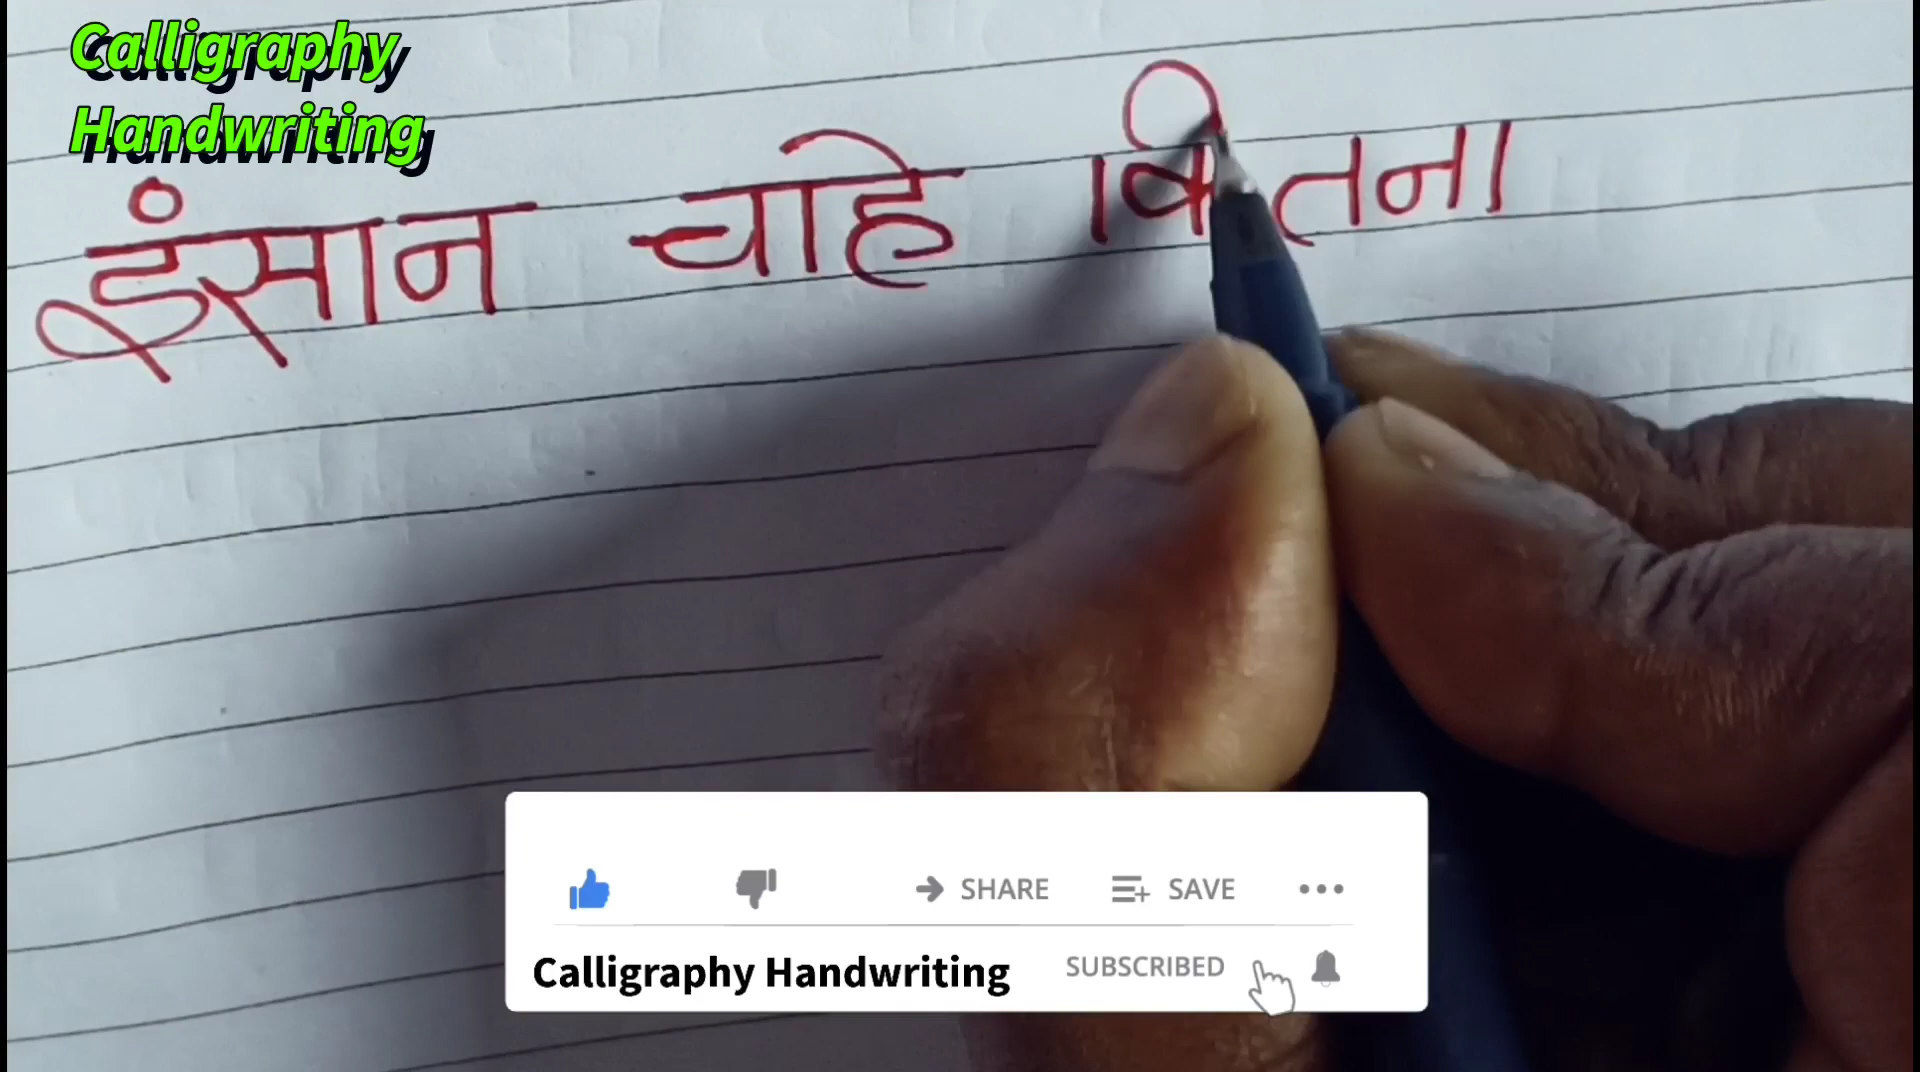 Calligraphy
Handwriting
इंसान चाहे कितना
SHARE SAVE
Calligraphy Handwriting SUBSCRIBED